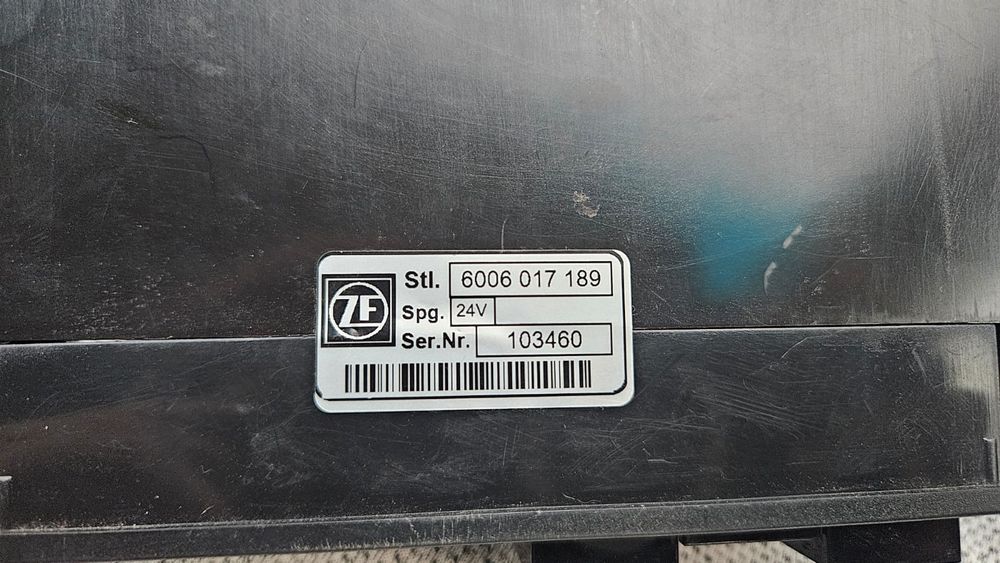 ZF
Stl. 6006 017 189
Spg. 24V
Ser.Nr. 103460